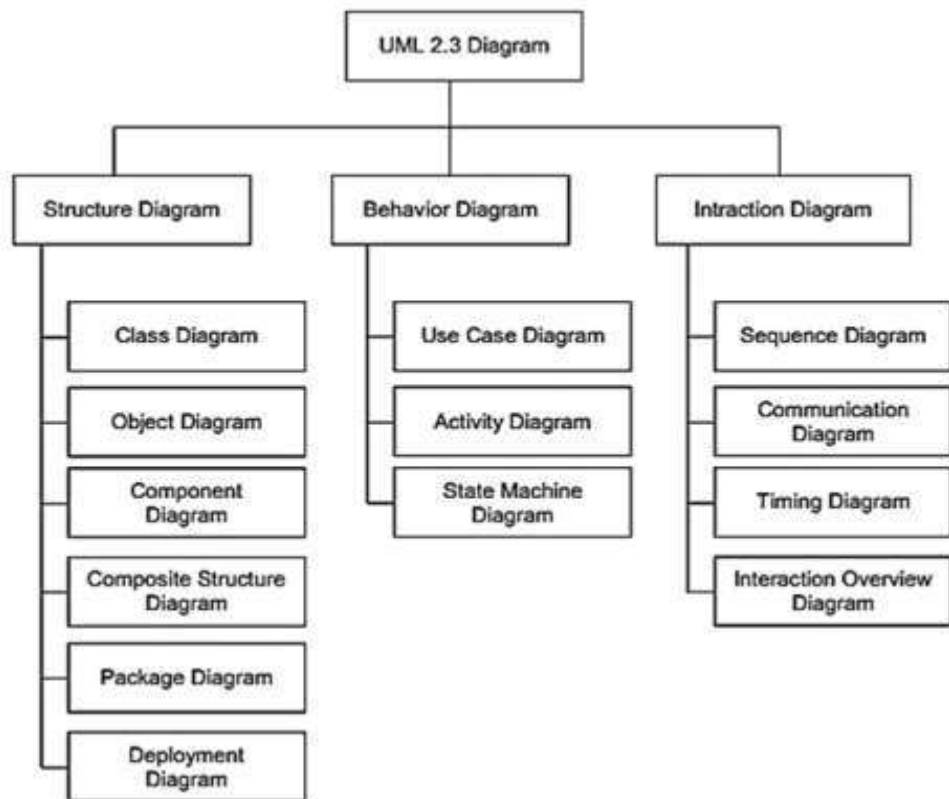 UML 2.3 Diagram
Structure Diagram
Behavior Diagram
Intraction Diagram
Class Diagram
Object Diagram
Component
Diagram
Composite Structure
Diagram
Package Diagram
Deployment
Diagram
Use Case Diagram
Activity Diagram
State Machine
Diagram
Sequence Diagram
Communication
Diagram
Timing Diagram
Interaction Overview
Diagram